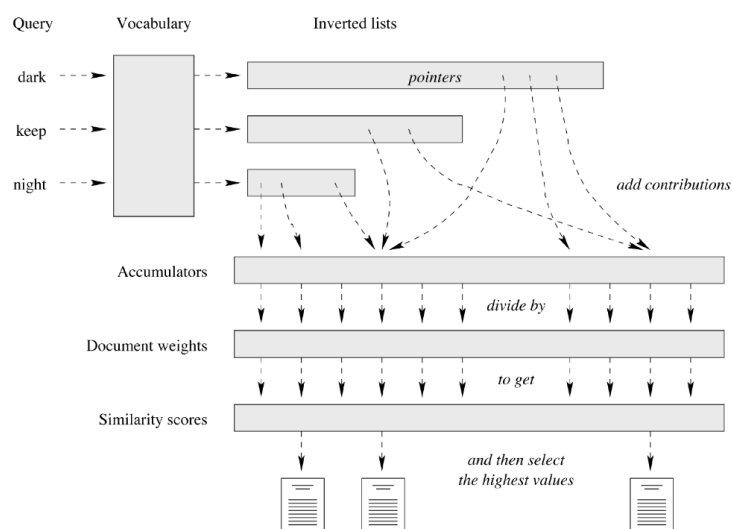 Query Vocabulary Inverted lists
dark pointers
keep
night add contributions
Accumulators
divide by
Document weights
to get
Similarity scores
and then select
the highest values